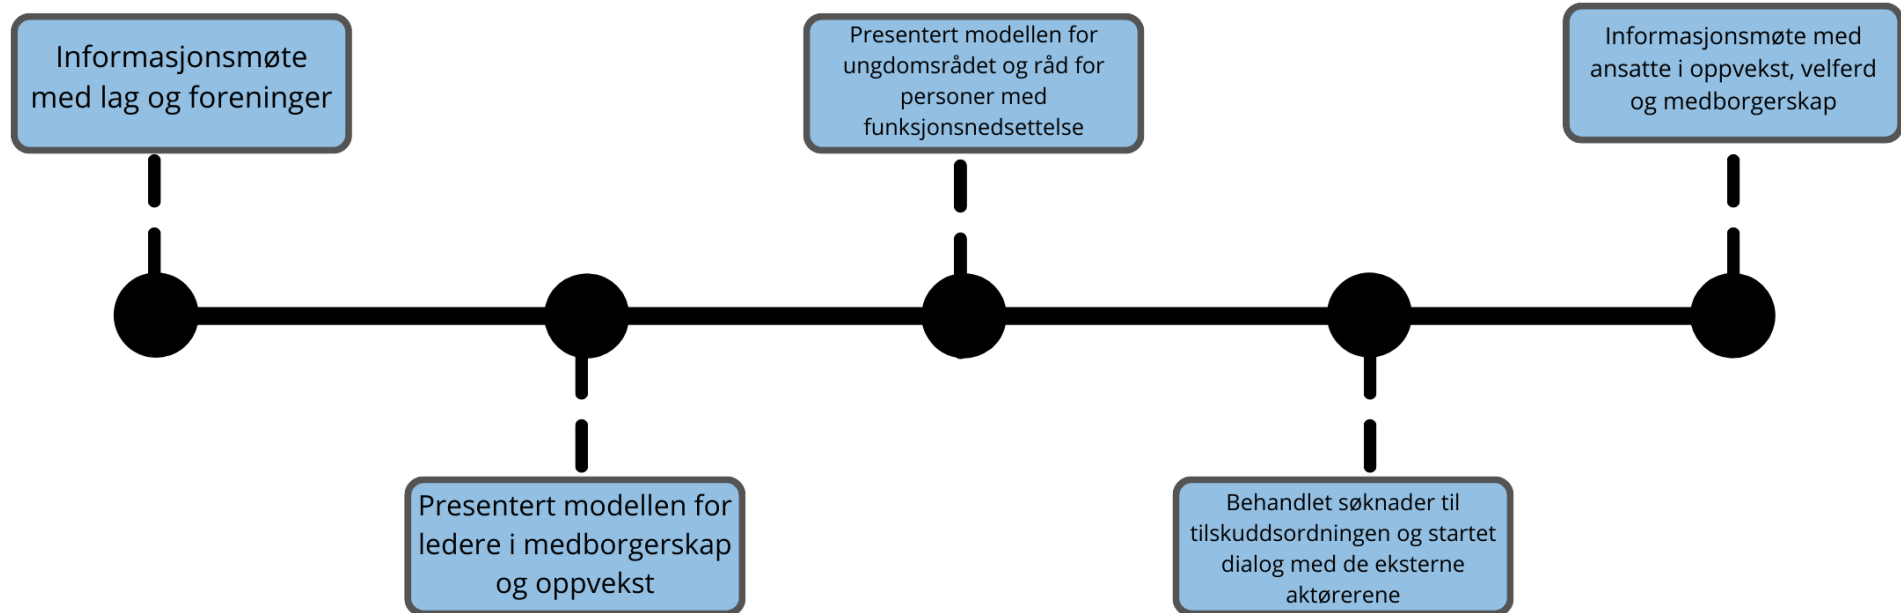 Informasjonsmøte
med lag og foreninger
Presentert modellen for
ledere i medborgerskap
og oppvekst
Presentert modellen for
ungdomsrådet og råd for
personer med
funksjonsnedsettelse
Behandlet søknader til
tilskuddsordningen og startet
dialog med de eksterne
aktørerene
Informasjonsmøte med
ansatte i oppvekst, velferd
og medborgerskap